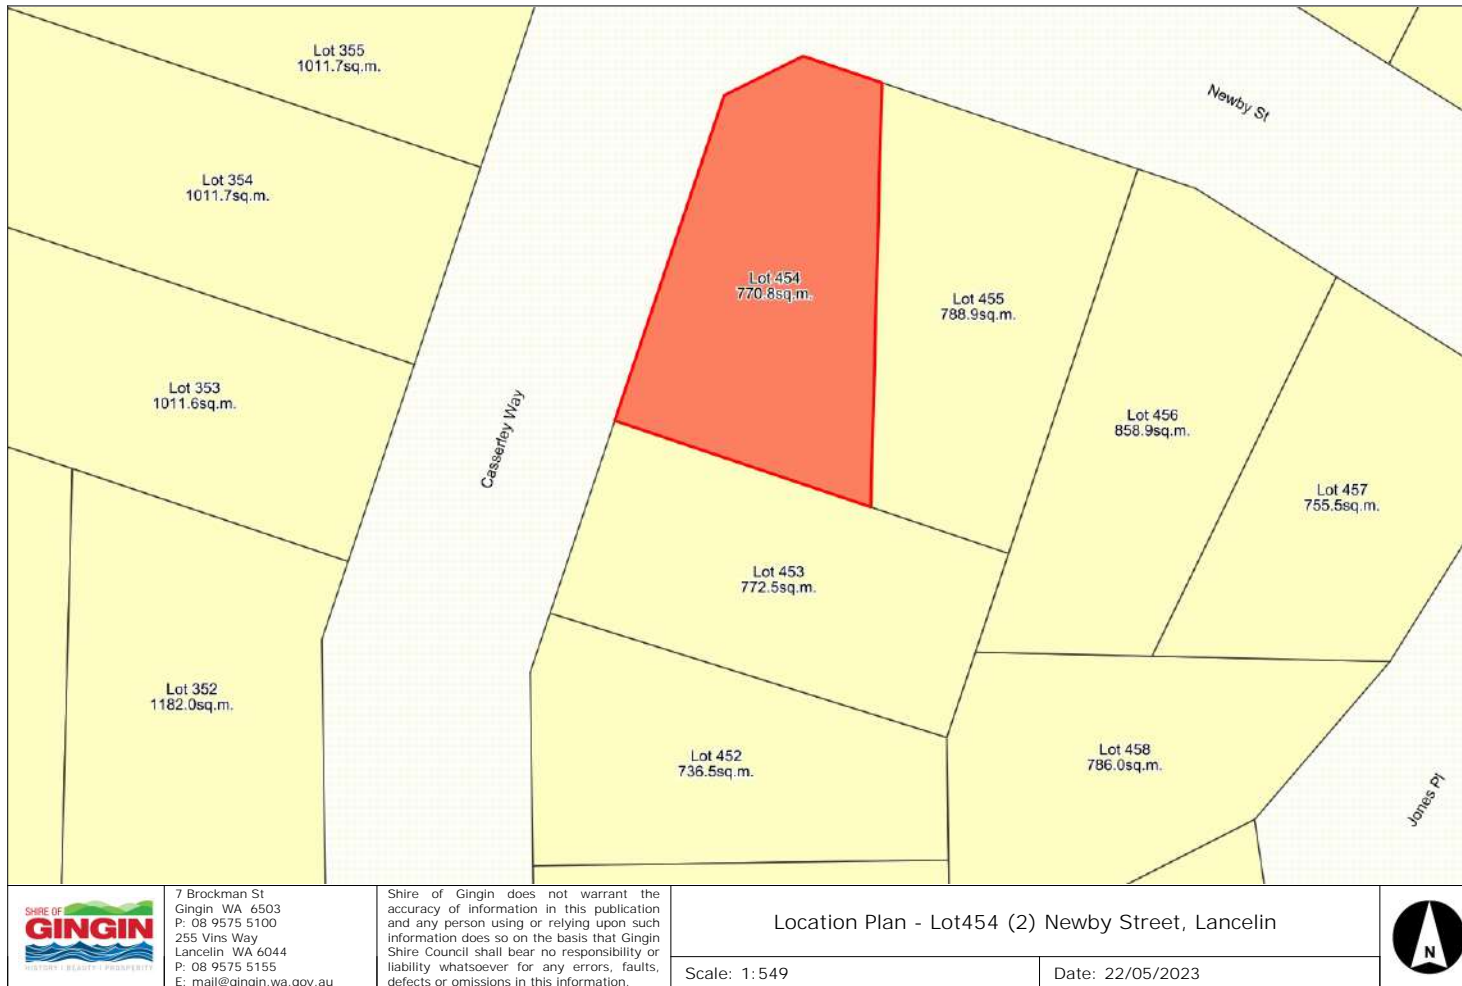 Lot 355
1011.7sq.m.
Newby St
Lot 354
1011.7sq.m.
Lot 454
770.8sq.m.
Lot 455
788.9sq.m.
Lot 353
1011.6sq.m.
Casserley Way
Lot 456
858.9sq.m.
Lot 457
755.5sq.m.
Lot 453
772.5sq.m.
Lot 352
1182.0sq.m.
Lot 452
736.5sq.m.
Lot 458
786.0sq.m.
Jones Pl
SHIRE OF
GINGIN
HISTORY | BEAUTY | PROSPERITY
7 Brockman St
Gingin WA 6503
P: 08 9575 5100
255 Vins Way
Lancelin WA 6044
P: 08 9575 5155
E: mail@gingin.wa.gov.au
Shire of Gingin does not warrant the
accuracy of information in this publication
and any person using or relying upon such
information does so on the basis that Gingin
Shire Council shall bear no responsibility or
liability whatsoever for any errors, faults,
defects or omissions in this information.
Location Plan - Lot454 (2) Newby Street, Lancelin
Scale: 1:549
Date: 22/05/2023
N